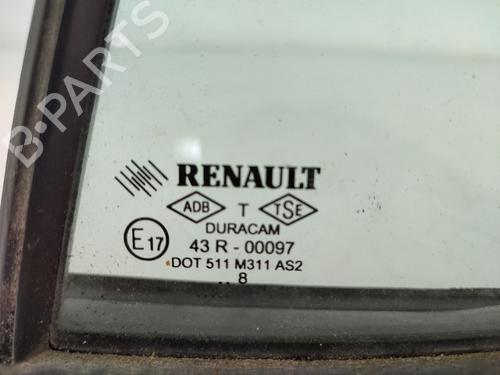 B-PARTS
RENAULT
ADB T TSE
DURACAM
E17 43 R - 00097
DOT 511 M311 AS2
.. 8